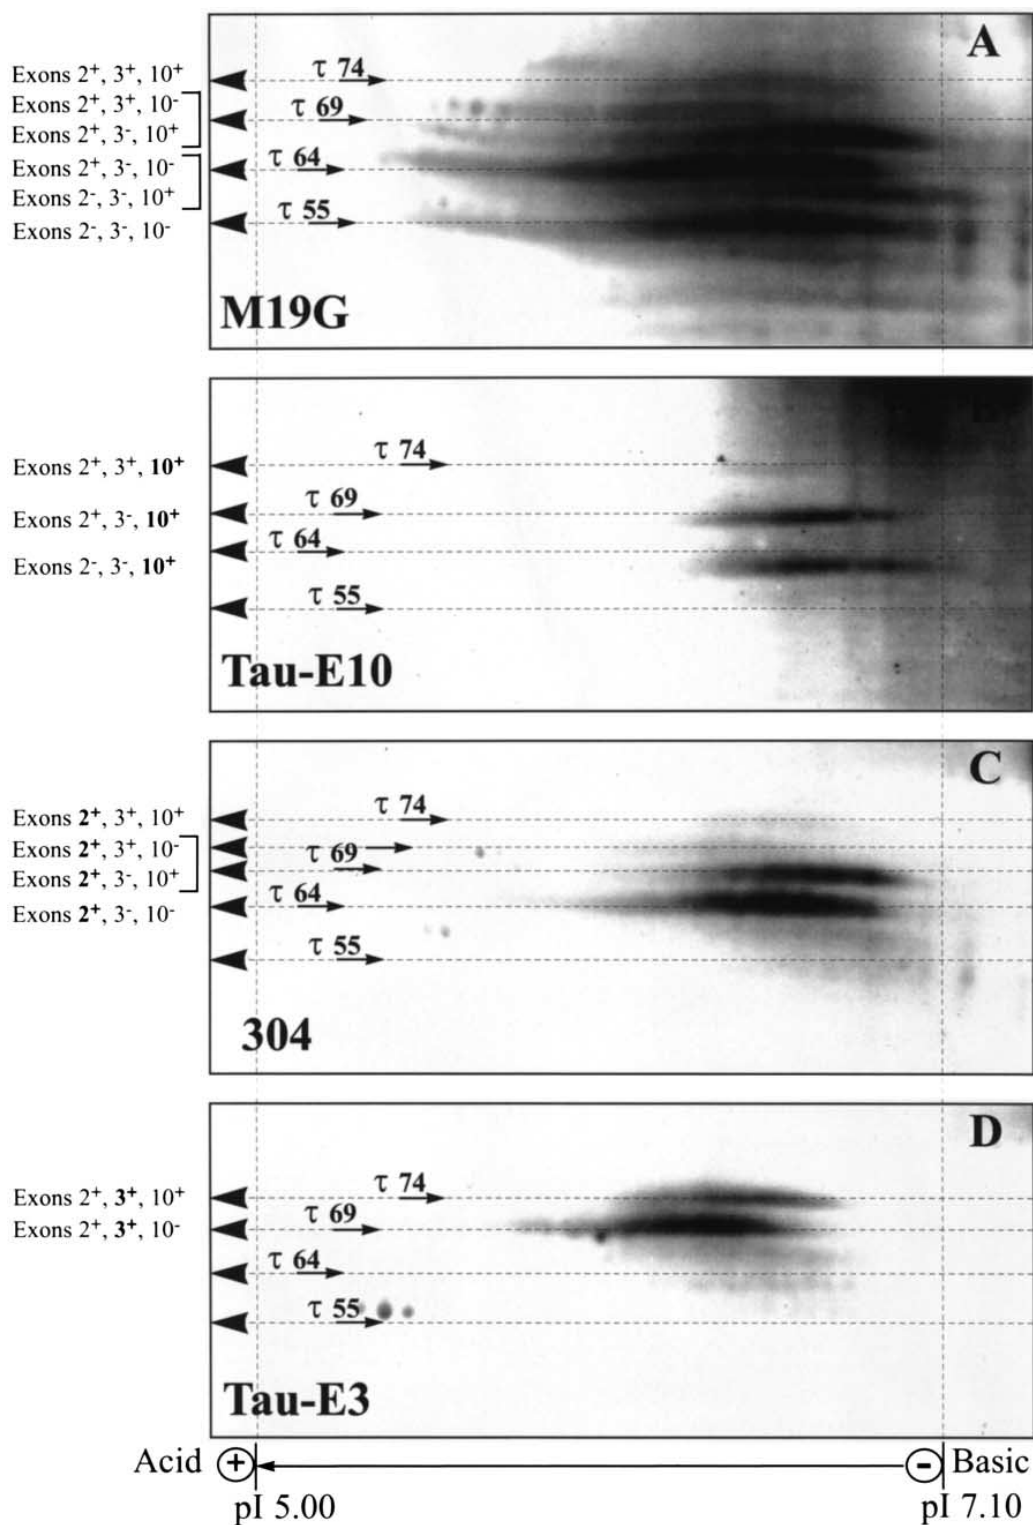 A
Exons 2⁺, 3⁺, 10⁺
τ 74
Exons 2⁺, 3⁺, 10⁻
τ 69
Exons 2⁺, 3⁻, 10⁺
τ 64
Exons 2⁺, 3⁻, 10⁻
Exons 2⁻, 3⁻, 10⁺
τ 55
Exons 2⁻, 3⁻, 10⁻
M19G
τ 74
Exons 2⁺, 3⁺, 10⁺
τ 69
Exons 2⁺, 3⁻, 10⁺
τ 64
Exons 2⁻, 3⁻, 10⁺
τ 55
Tau-E10
C
τ 74
Exons 2⁺, 3⁺, 10⁺
Exons 2⁺, 3⁺, 10⁻
τ 69
Exons 2⁺, 3⁻, 10⁺
τ 64
Exons 2⁺, 3⁻, 10⁻
τ 55
304
D
τ 74
Exons 2⁺, 3⁺, 10⁺
τ 69
Exons 2⁺, 3⁺, 10⁻
τ 64
τ 55
Tau-E3
Acid + - Basic
pI 5.00 pI 7.10